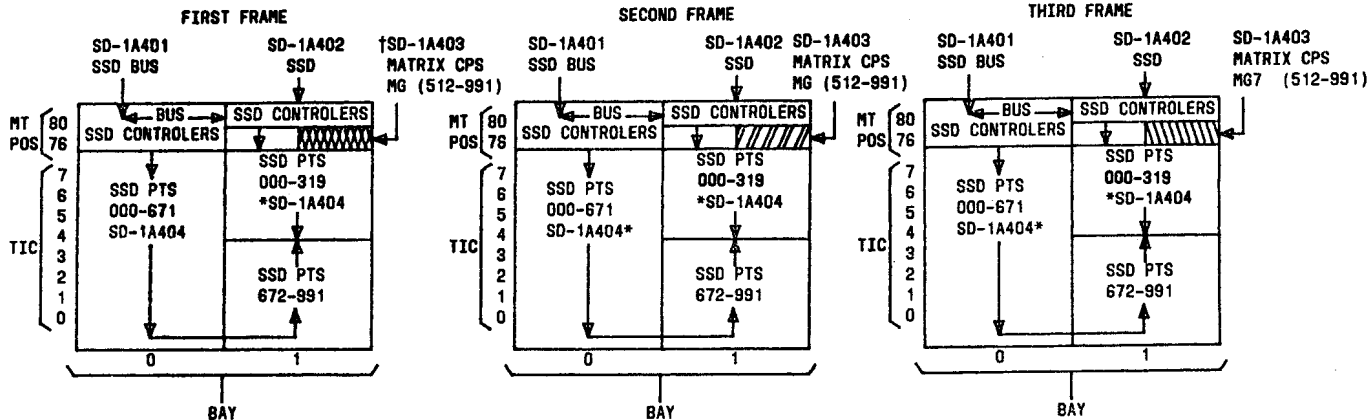 FIRST FRAME
SD-1A401
SSD BUS
SD-1A402
SSD
†SD-1A403
MATRIX CPS
MG (512-991)
BUS
SSD CONTROLERS
SSD CONTROLERS
MT POS
80
76
TIC
7
6
5
4
3
2
1
0
SSD PTS
000-671
SD-1A404
SSD PTS
000-319
*SD-1A404
SSD PTS
672-991
0
1
BAY
SECOND FRAME
SD-1A401
SSD BUS
SD-1A402
SSD
SD-1A403
MATRIX CPS
MG (512-991)
BUS
SSD CONTROLERS
SSD CONTROLERS
MT POS
80
76
TIC
7
6
5
4
3
2
1
0
SSD PTS
000-671
SD-1A404*
SSD PTS
000-319
*SD-1A404
SSD PTS
672-991
0
1
BAY
THIRD FRAME
SD-1A401
SSD BUS
SD-1A402
SSD
SD-1A403
MATRIX CPS
MG7 (512-991)
BUS
SSD CONTROLERS
SSD CONTROLERS
MT POS
80
76
TIC
7
6
5
4
3
2
1
0
SSD PTS
000-671
SD-1A404*
SSD PTS
000-319
*SD-1A404
SSD PTS
672-991
0
1
BAY